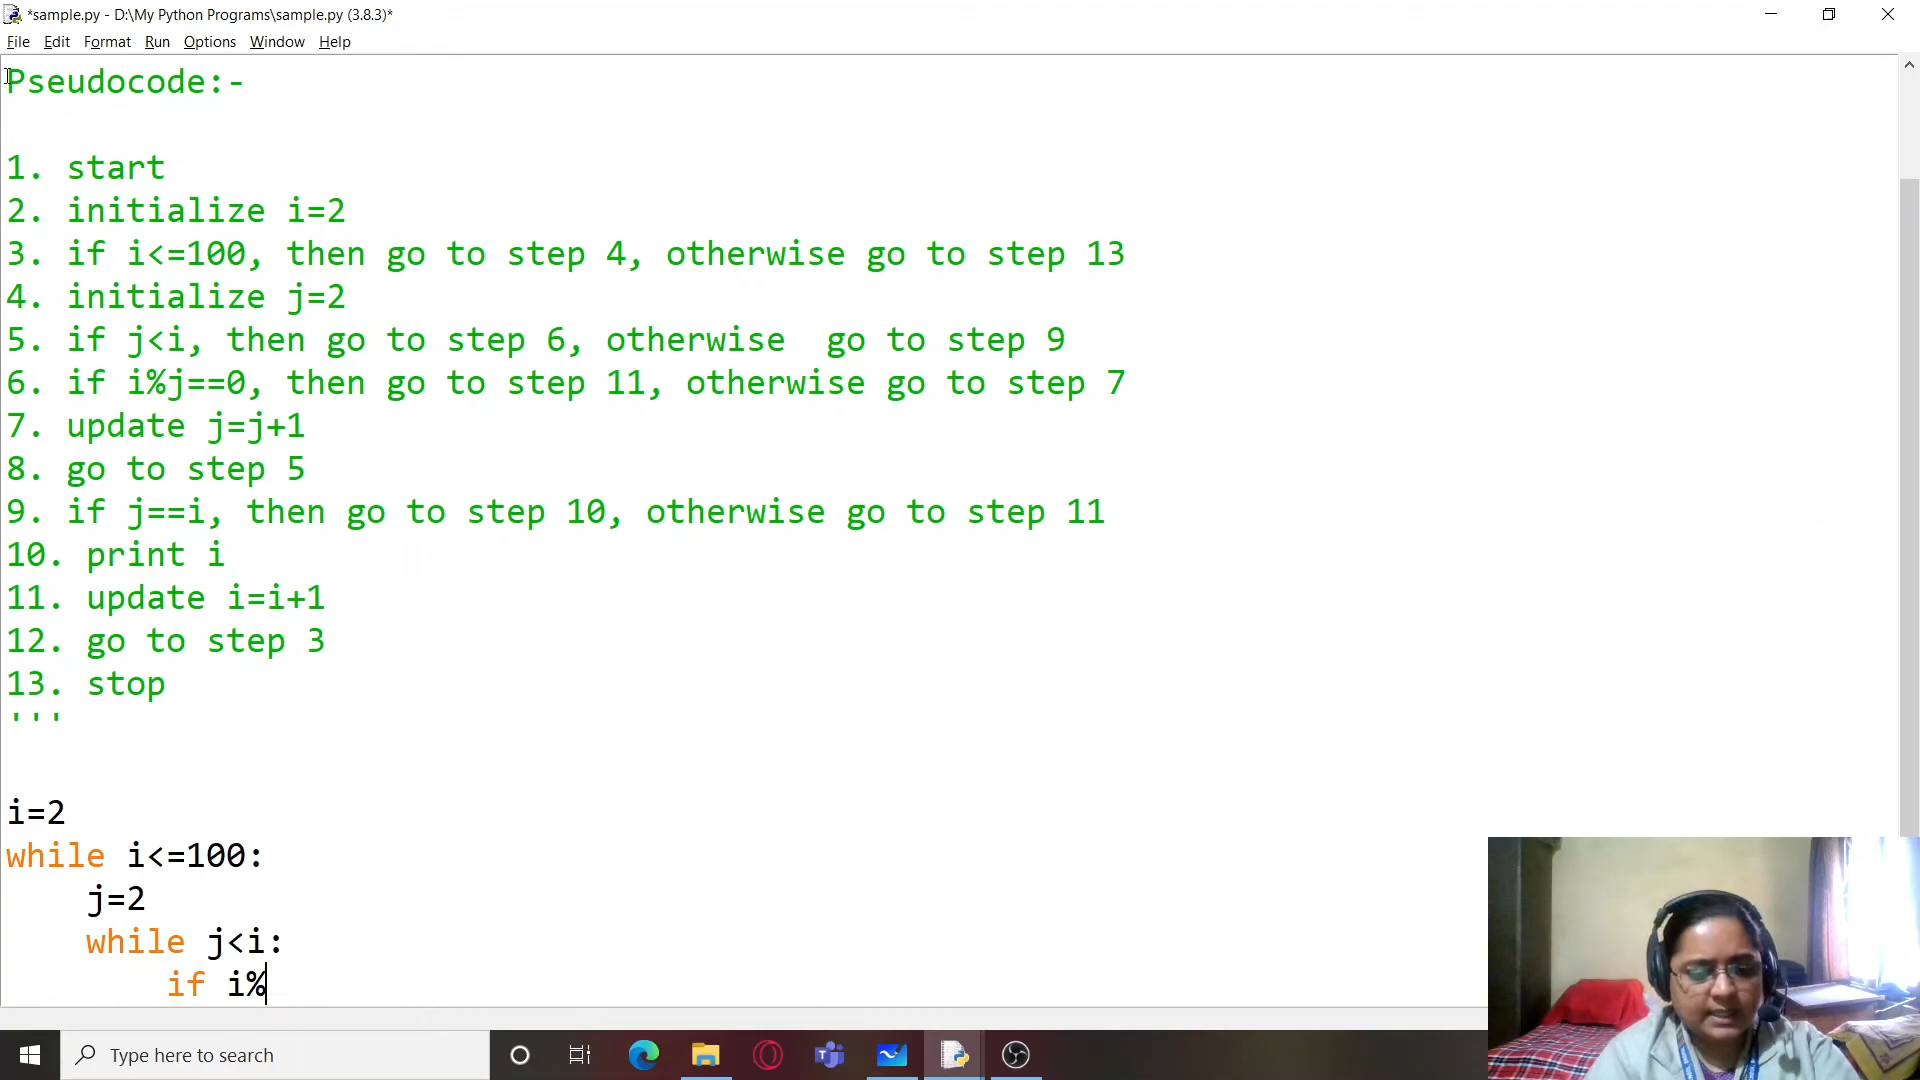 *sample.py - D:\My Python Programs\sample.py (3.8.3)*
File Edit Format Run Options Window Help
Pseudocode:-
1. start
2. initialize i=2
3. if i<=100, then go to step 4, otherwise go to step 13
4. initialize j=2
5. if j<i, then go to step 6, otherwise  go to step 9
6. if i%j==0, then go to step 11, otherwise go to step 7
7. update j=j+1
8. go to step 5
9. if j==i, then go to step 10, otherwise go to step 11
10. print i
11. update i=i+1
12. go to step 3
13. stop
'''
i=2
while i<=100:
    j=2
    while j<i:
        if i%
Type here to search